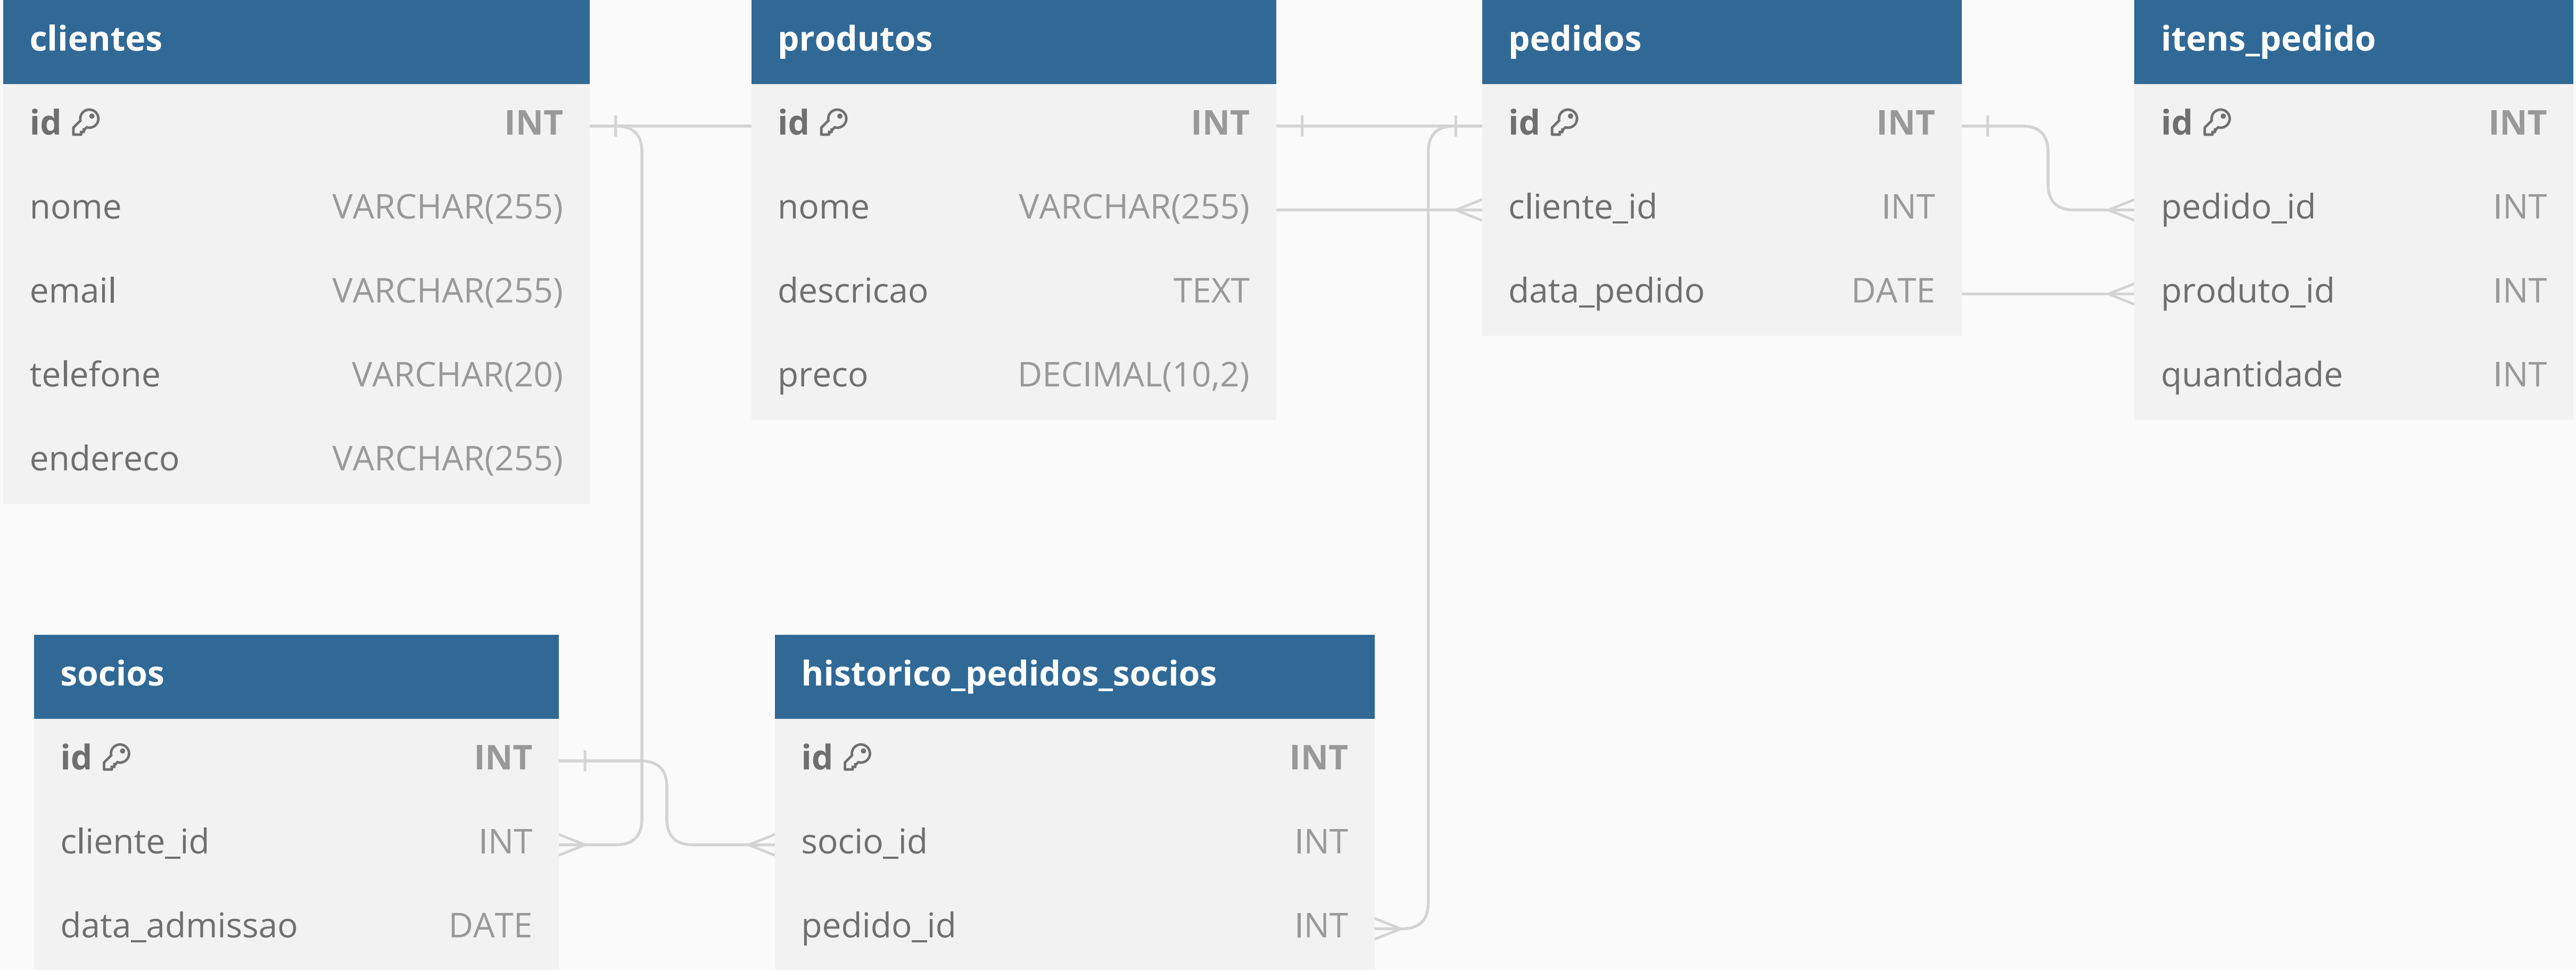 clientes
id INT
nome VARCHAR(255)
email VARCHAR(255)
telefone VARCHAR(20)
endereco VARCHAR(255)
produtos
id INT
nome VARCHAR(255)
descricao TEXT
preco DECIMAL(10,2)
pedidos
id INT
cliente_id INT
data_pedido DATE
itens_pedido
id INT
pedido_id INT
produto_id INT
quantidade INT
socios
id INT
cliente_id INT
data_admissao DATE
historico_pedidos_socios
id INT
socio_id INT
pedido_id INT